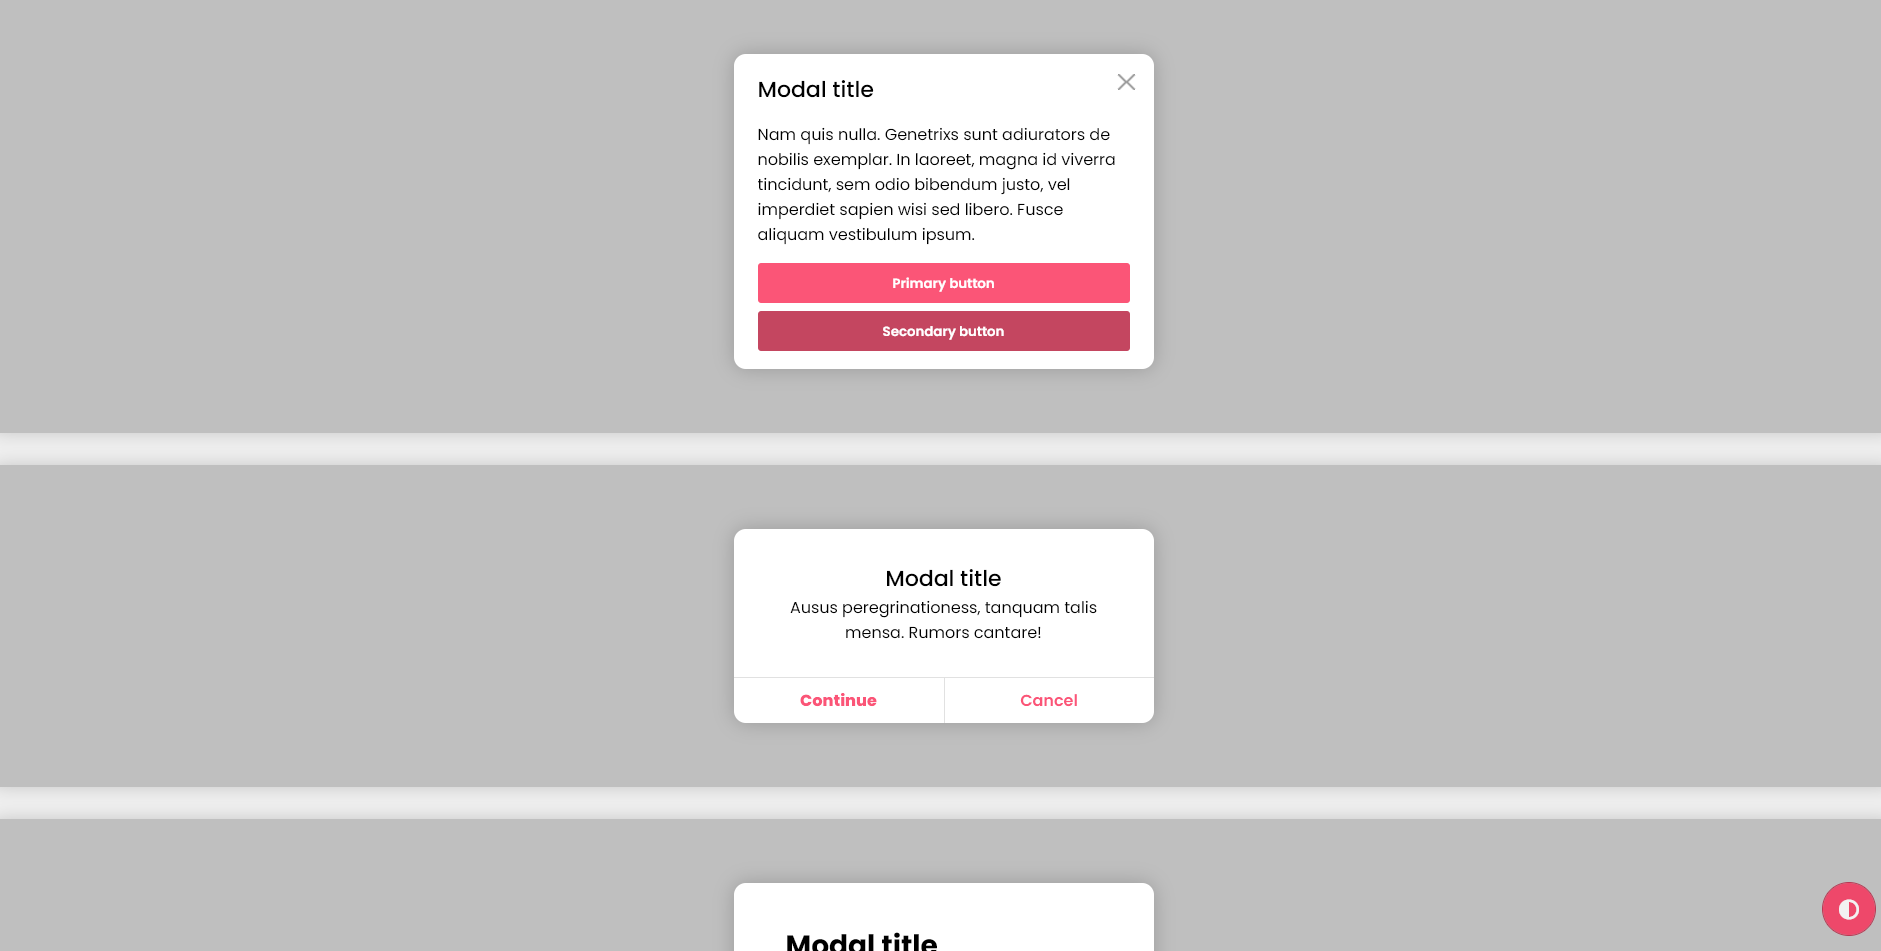 Modal title
Nam quis nulla. Genetrixs sunt adiurators de
nobilis exemplar. In laoreet, magna id viverra
tincidunt, sem odio bibendum justo, vel
imperdiet sapien wisi sed libero. Fusce
aliquam vestibulum ipsum.
Primary button
Secondary button
Modal title
Ausus peregrinationess, tanquam talis
mensa. Rumors cantare!
Continue
Cancel
Modal title